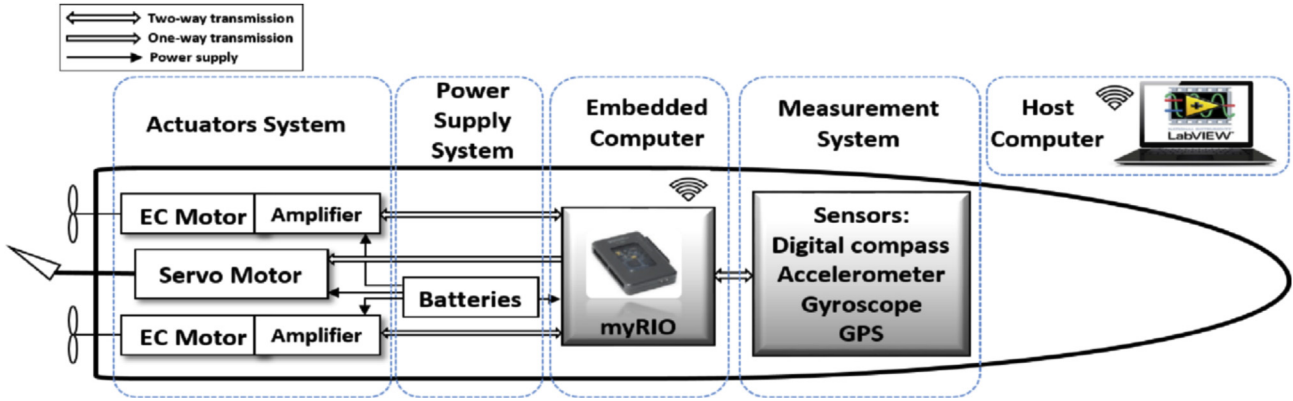 Two-way transmission
One-way transmission
Power supply
Actuators System
Power
Supply
System
Embedded
Computer
Measurement
System
Host
Computer
LabVIEW
EC Motor
Amplifier
Servo Motor
EC Motor
Amplifier
Batteries
myRIO
Sensors:
Digital compass
Accelerometer
Gyroscope
GPS